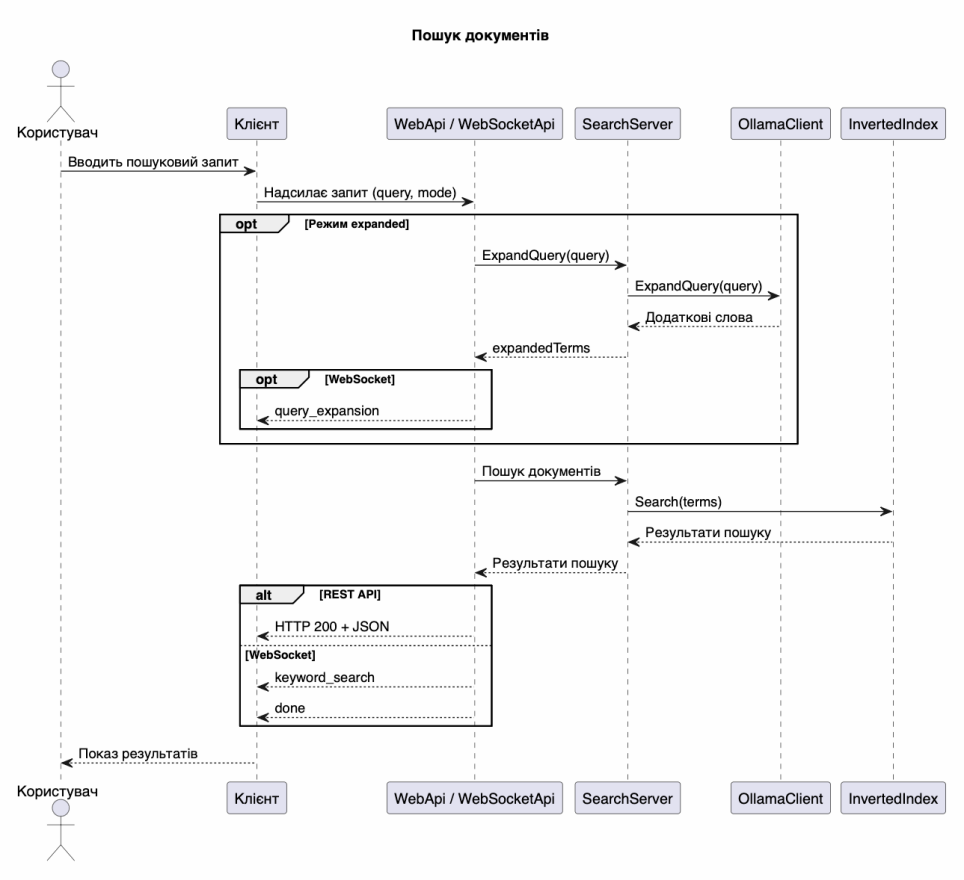 Пошук документів
Користувач
Клієнт
WebApi / WebSocketApi
SearchServer
OllamaClient
InvertedIndex
Вводить пошуковий запит
Надсилає запит (query, mode)
opt [Режим expanded]
ExpandQuery(query)
ExpandQuery(query)
Додаткові слова
expandedTerms
opt [WebSocket]
query_expansion
Пошук документів
Search(terms)
Результати пошуку
Результати пошуку
alt [REST API]
HTTP 200 + JSON
[WebSocket]
keyword_search
done
Показ результатів
Користувач
Клієнт
WebApi / WebSocketApi
SearchServer
OllamaClient
InvertedIndex